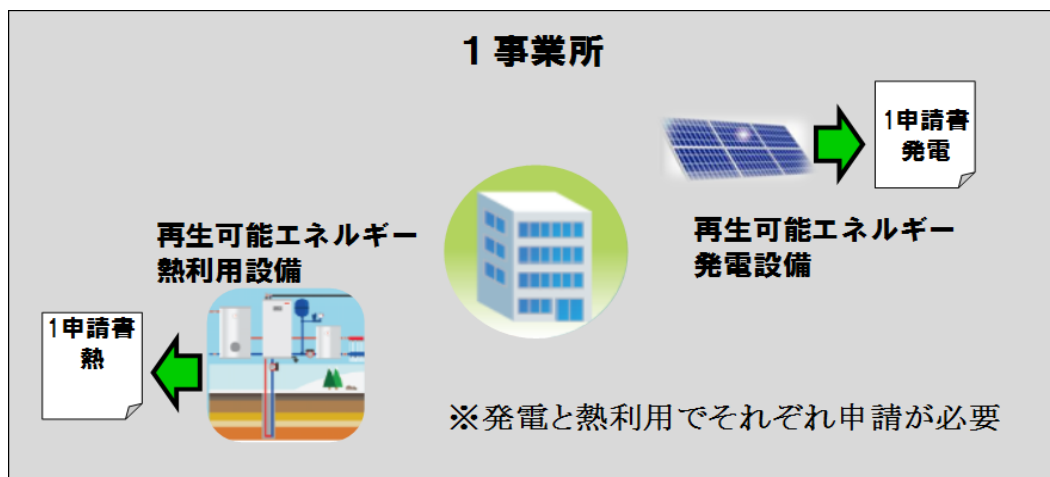 1事業所
1申請書
発電
再生可能エネルギー
発電設備
再生可能エネルギー
熱利用設備
1申請書
熱
※発電と熱利用でそれぞれ申請が必要